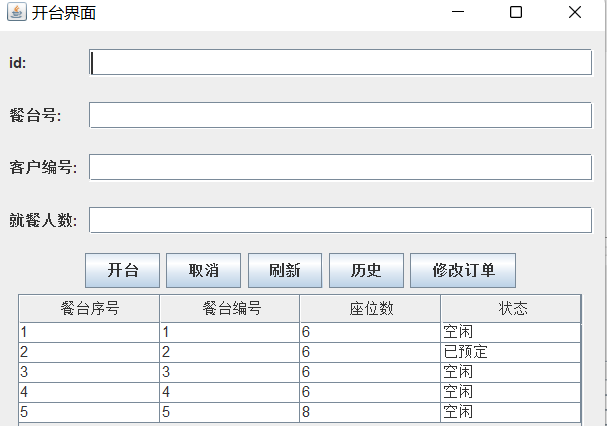 开台界面
id:
餐台号:
客户编号:
就餐人数:
开台 取消 刷新 历史 修改订单
餐台序号 餐台编号 座位数 状态
1 1 6 空闲
2 2 6 已预定
3 3 6 空闲
4 4 6 空闲
5 5 8 空闲